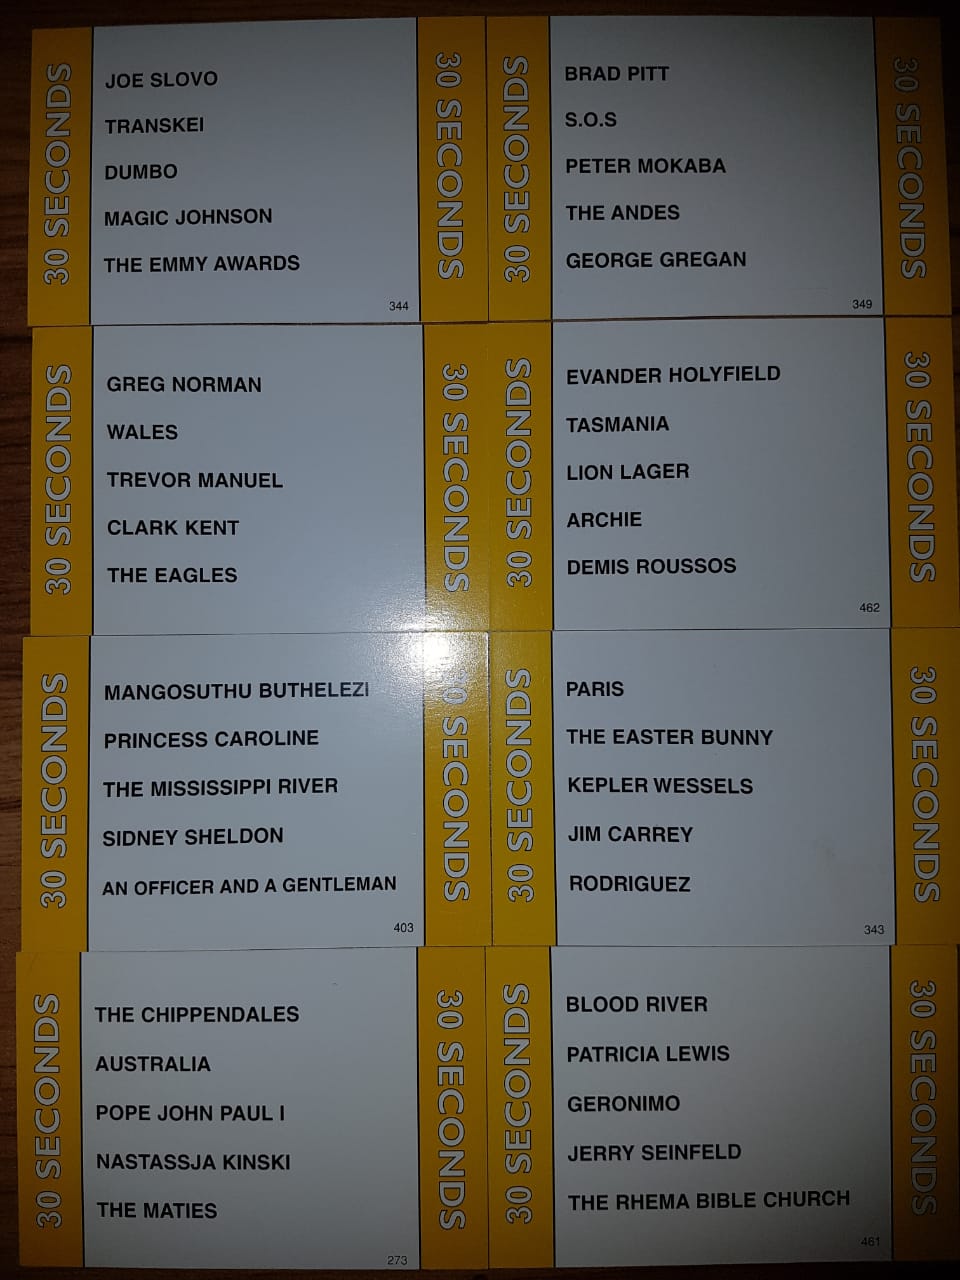 30 SECONDS
JOE SLOVO
TRANSKEI
DUMBO
MAGIC JOHNSON
THE EMMY AWARDS
344
30 SECONDS
30 SECONDS
BRAD PITT
S.O.S
PETER MOKABA
THE ANDES
GEORGE GREGAN
349
30 SECONDS
30 SECONDS
GREG NORMAN
WALES
TREVOR MANUEL
CLARK KENT
THE EAGLES
30 SECONDS
30 SECONDS
EVANDER HOLYFIELD
TASMANIA
LION LAGER
ARCHIE
DEMIS ROUSSOS
462
30 SECONDS
30 SECONDS
MANGOSUTHU BUTHELEZI
PRINCESS CAROLINE
THE MISSISSIPPI RIVER
SIDNEY SHELDON
AN OFFICER AND A GENTLEMAN
403
30 SECONDS
30 SECONDS
PARIS
THE EASTER BUNNY
KEPLER WESSELS
JIM CARREY
RODRIGUEZ
343
30 SECONDS
30 SECONDS
THE CHIPPENDALES
AUSTRALIA
POPE JOHN PAUL I
NASTASSJA KINSKI
THE MATIES
273
30 SECONDS
30 SECONDS
BLOOD RIVER
PATRICIA LEWIS
GERONIMO
JERRY SEINFELD
THE RHEMA BIBLE CHURCH
461
30 SECONDS